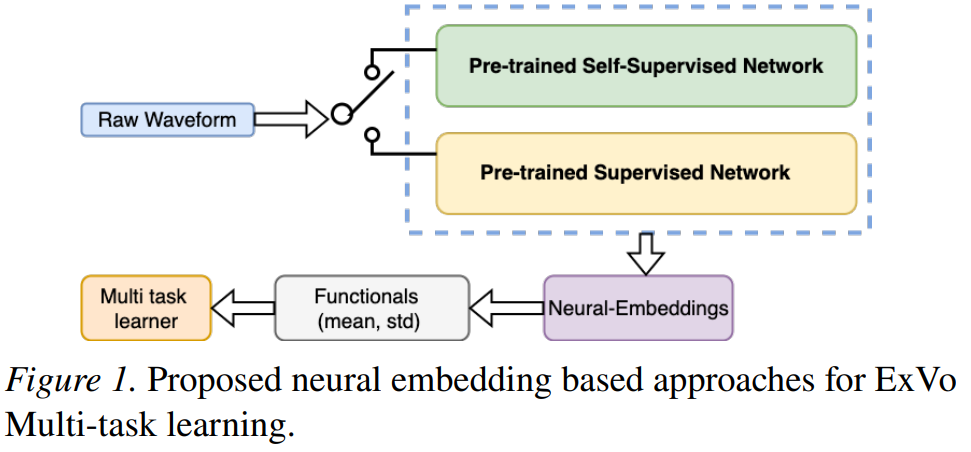 Pre-trained Self-Supervised Network
Raw Waveform
Pre-trained Supervised Network
Multi task
learner
Functionals
(mean, std)
Neural-Embeddings
Figure 1. Proposed neural embedding based approaches for ExVo
Multi-task learning.